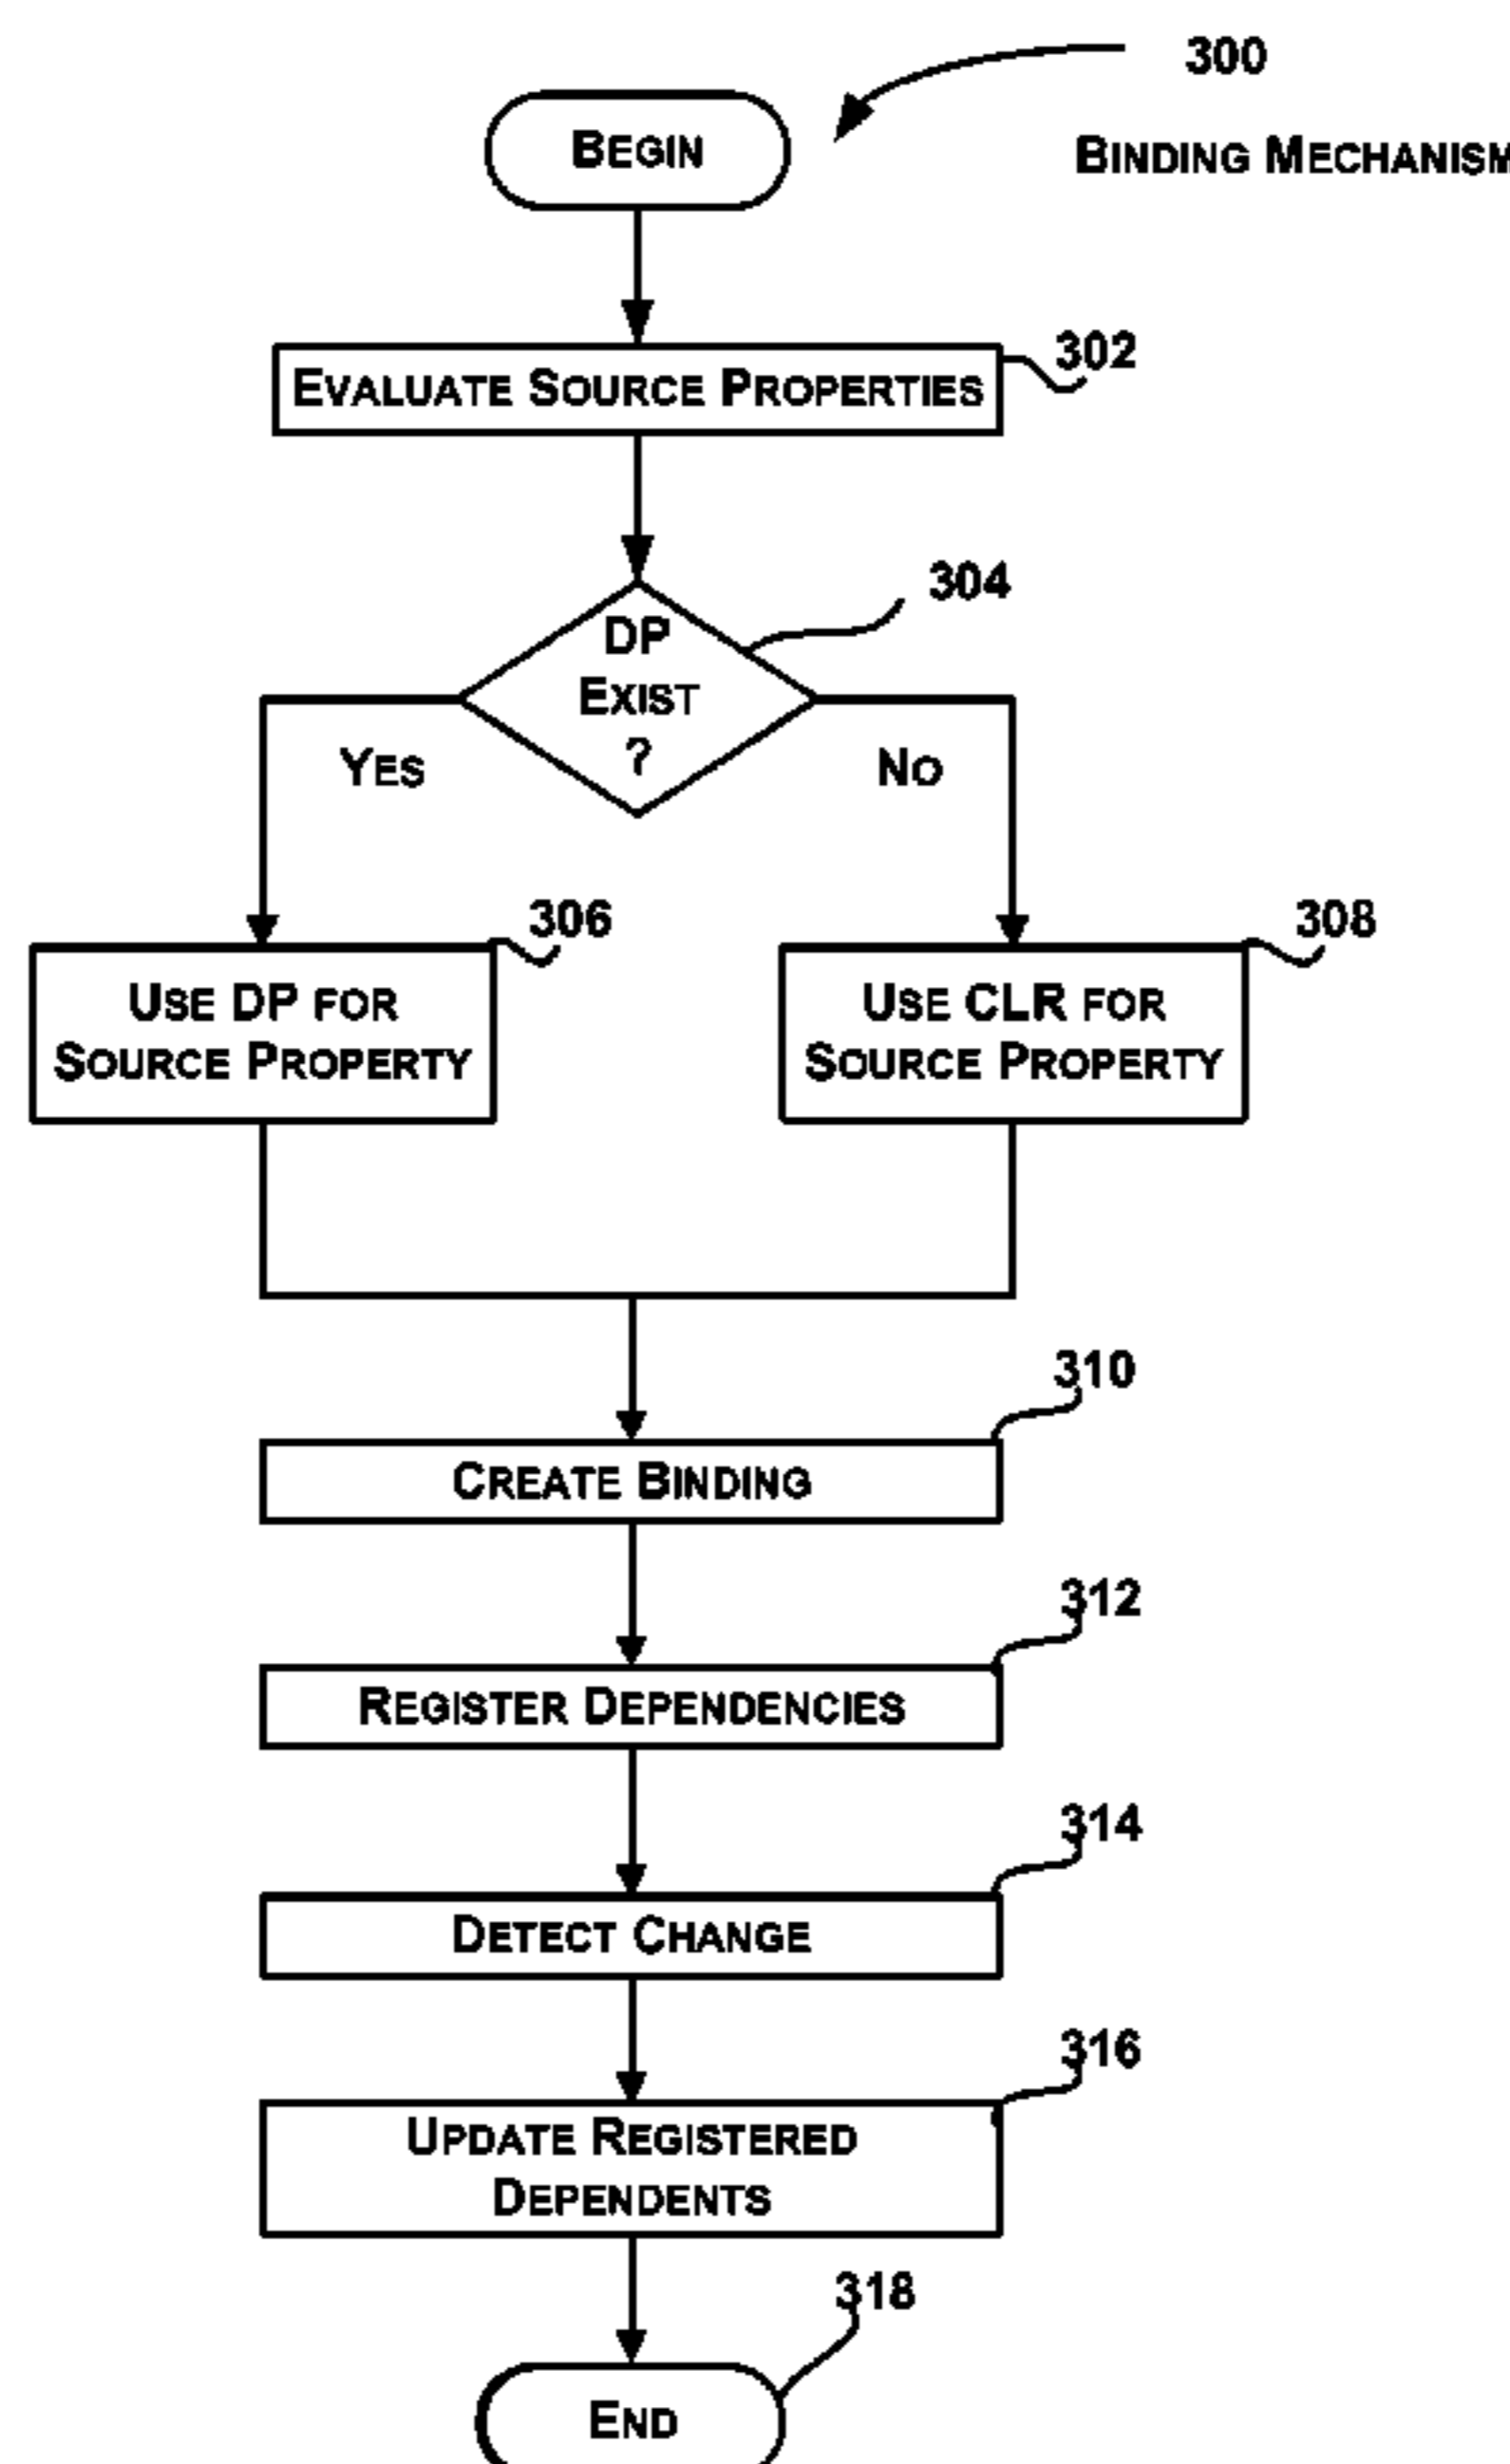 300
BEGIN
BINDING MECHANISM
302
EVALUATE SOURCE PROPERTIES
304
DP
EXIST
?
YES
NO
306
308
USE DP FOR
SOURCE PROPERTY
USE CLR FOR
SOURCE PROPERTY
310
CREATE BINDING
312
REGISTER DEPENDENCIES
314
DETECT CHANGE
316
UPDATE REGISTERED
DEPENDENTS
318
END